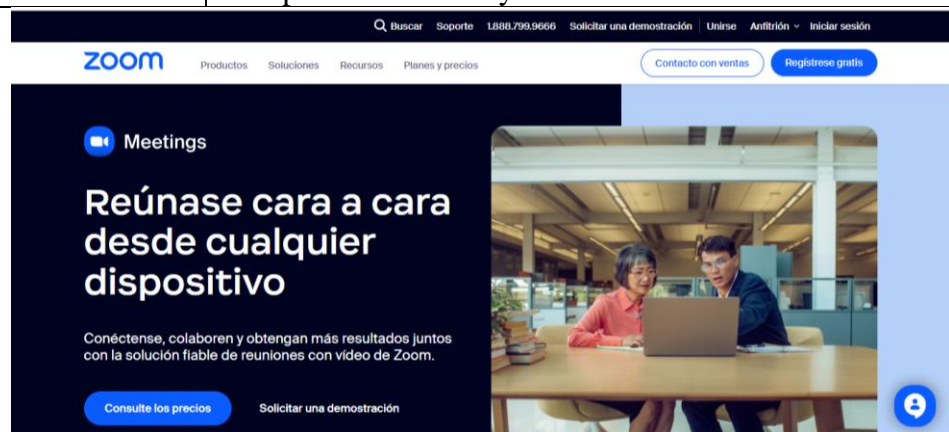 Buscar Soporte 1.888.799.9666 Solicitar una demostración Unirse Anfitrión Iniciar sesión
zoom Productos Soluciones Recursos Planes y precios Contacto con ventas Regístrese gratis
Meetings
Reúnase cara a cara
desde cualquier
dispositivo
Conéctense, colaboren y obtengan más resultados juntos
con la solución fiable de reuniones con vídeo de Zoom.
Consulte los precios Solicitar una demostración